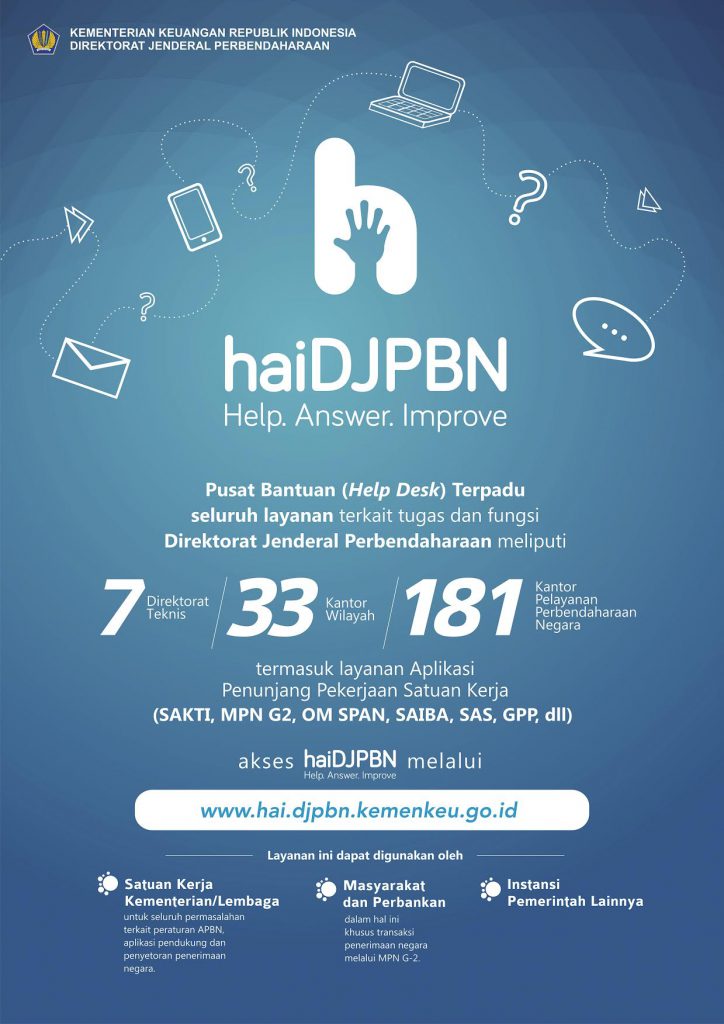 KEMENTERIAN KEUANGAN REPUBLIK INDONESIA
DIREKTORAT JENDERAL PERBENDAHARAAN
haiDJPBN
Help. Answer. Improve
Pusat Bantuan (Help Desk) Terpadu
seluruh layanan terkait tugas dan fungsi
Direktorat Jenderal Perbendaharaan meliputi
7 Direktorat
Teknis
33 Kantor
Wilayah
181 Kantor
Pelayanan
Perbendaharaan
Negara
termasuk layanan Aplikasi
Penunjang Pekerjaan Satuan Kerja
(SAKTI, MPN G2, OM SPAN, SAIBA, SAS, GPP, dll)
akses haiDJPBN melalui
Help. Answer. Improve
www.hai.djpbn.kemenkeu.go.id
Layanan ini dapat digunakan oleh
Satuan Kerja
Kementerian/Lembaga
untuk seluruh permasalahan
terkait peraturan APBN,
aplikasi pendukung dan
penyetoran penerimaan
negara.
Masyarakat
dan Perbankan
dalam hal ini
khusus transaksi
penerimaan negara
melalui MPN G-2.
Instansi
Pemerintah Lainnya